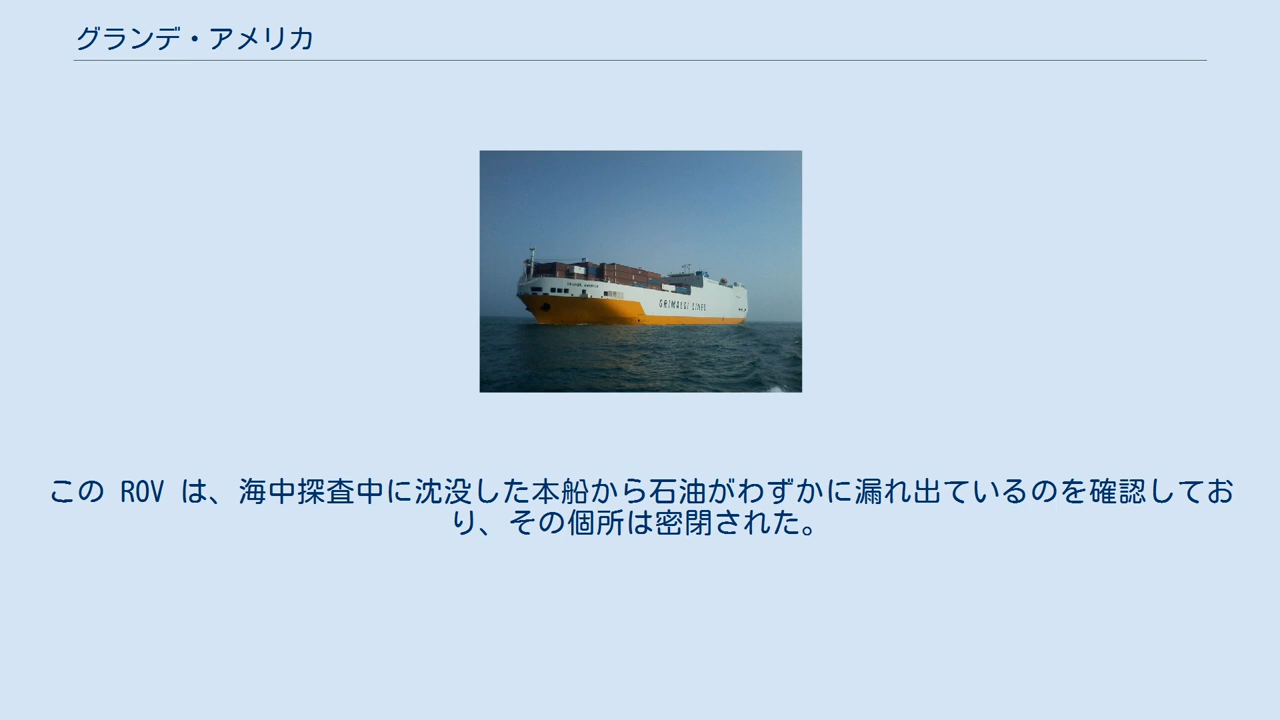 グランデ・アメリカ
GRANDE AMERICA
GRIMALDI LINES
この ROV は、海中探査中に沈没した本船から石油がわずかに漏れ出ているのを確認してお
り、その個所は密閉された。